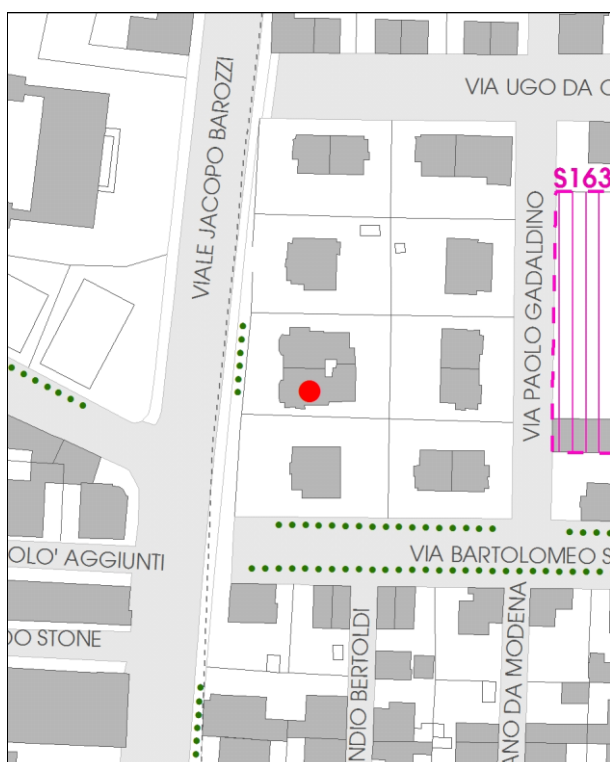 VIALE JACOPO BAROZZI
VIA UGO DA C
S163
VIA PAOLO GADALDINO
OLO' AGGIUNTI
VIA BARTOLOMEO S
DO STONE
NDIO BERTOLDI
ANO DA MODENA